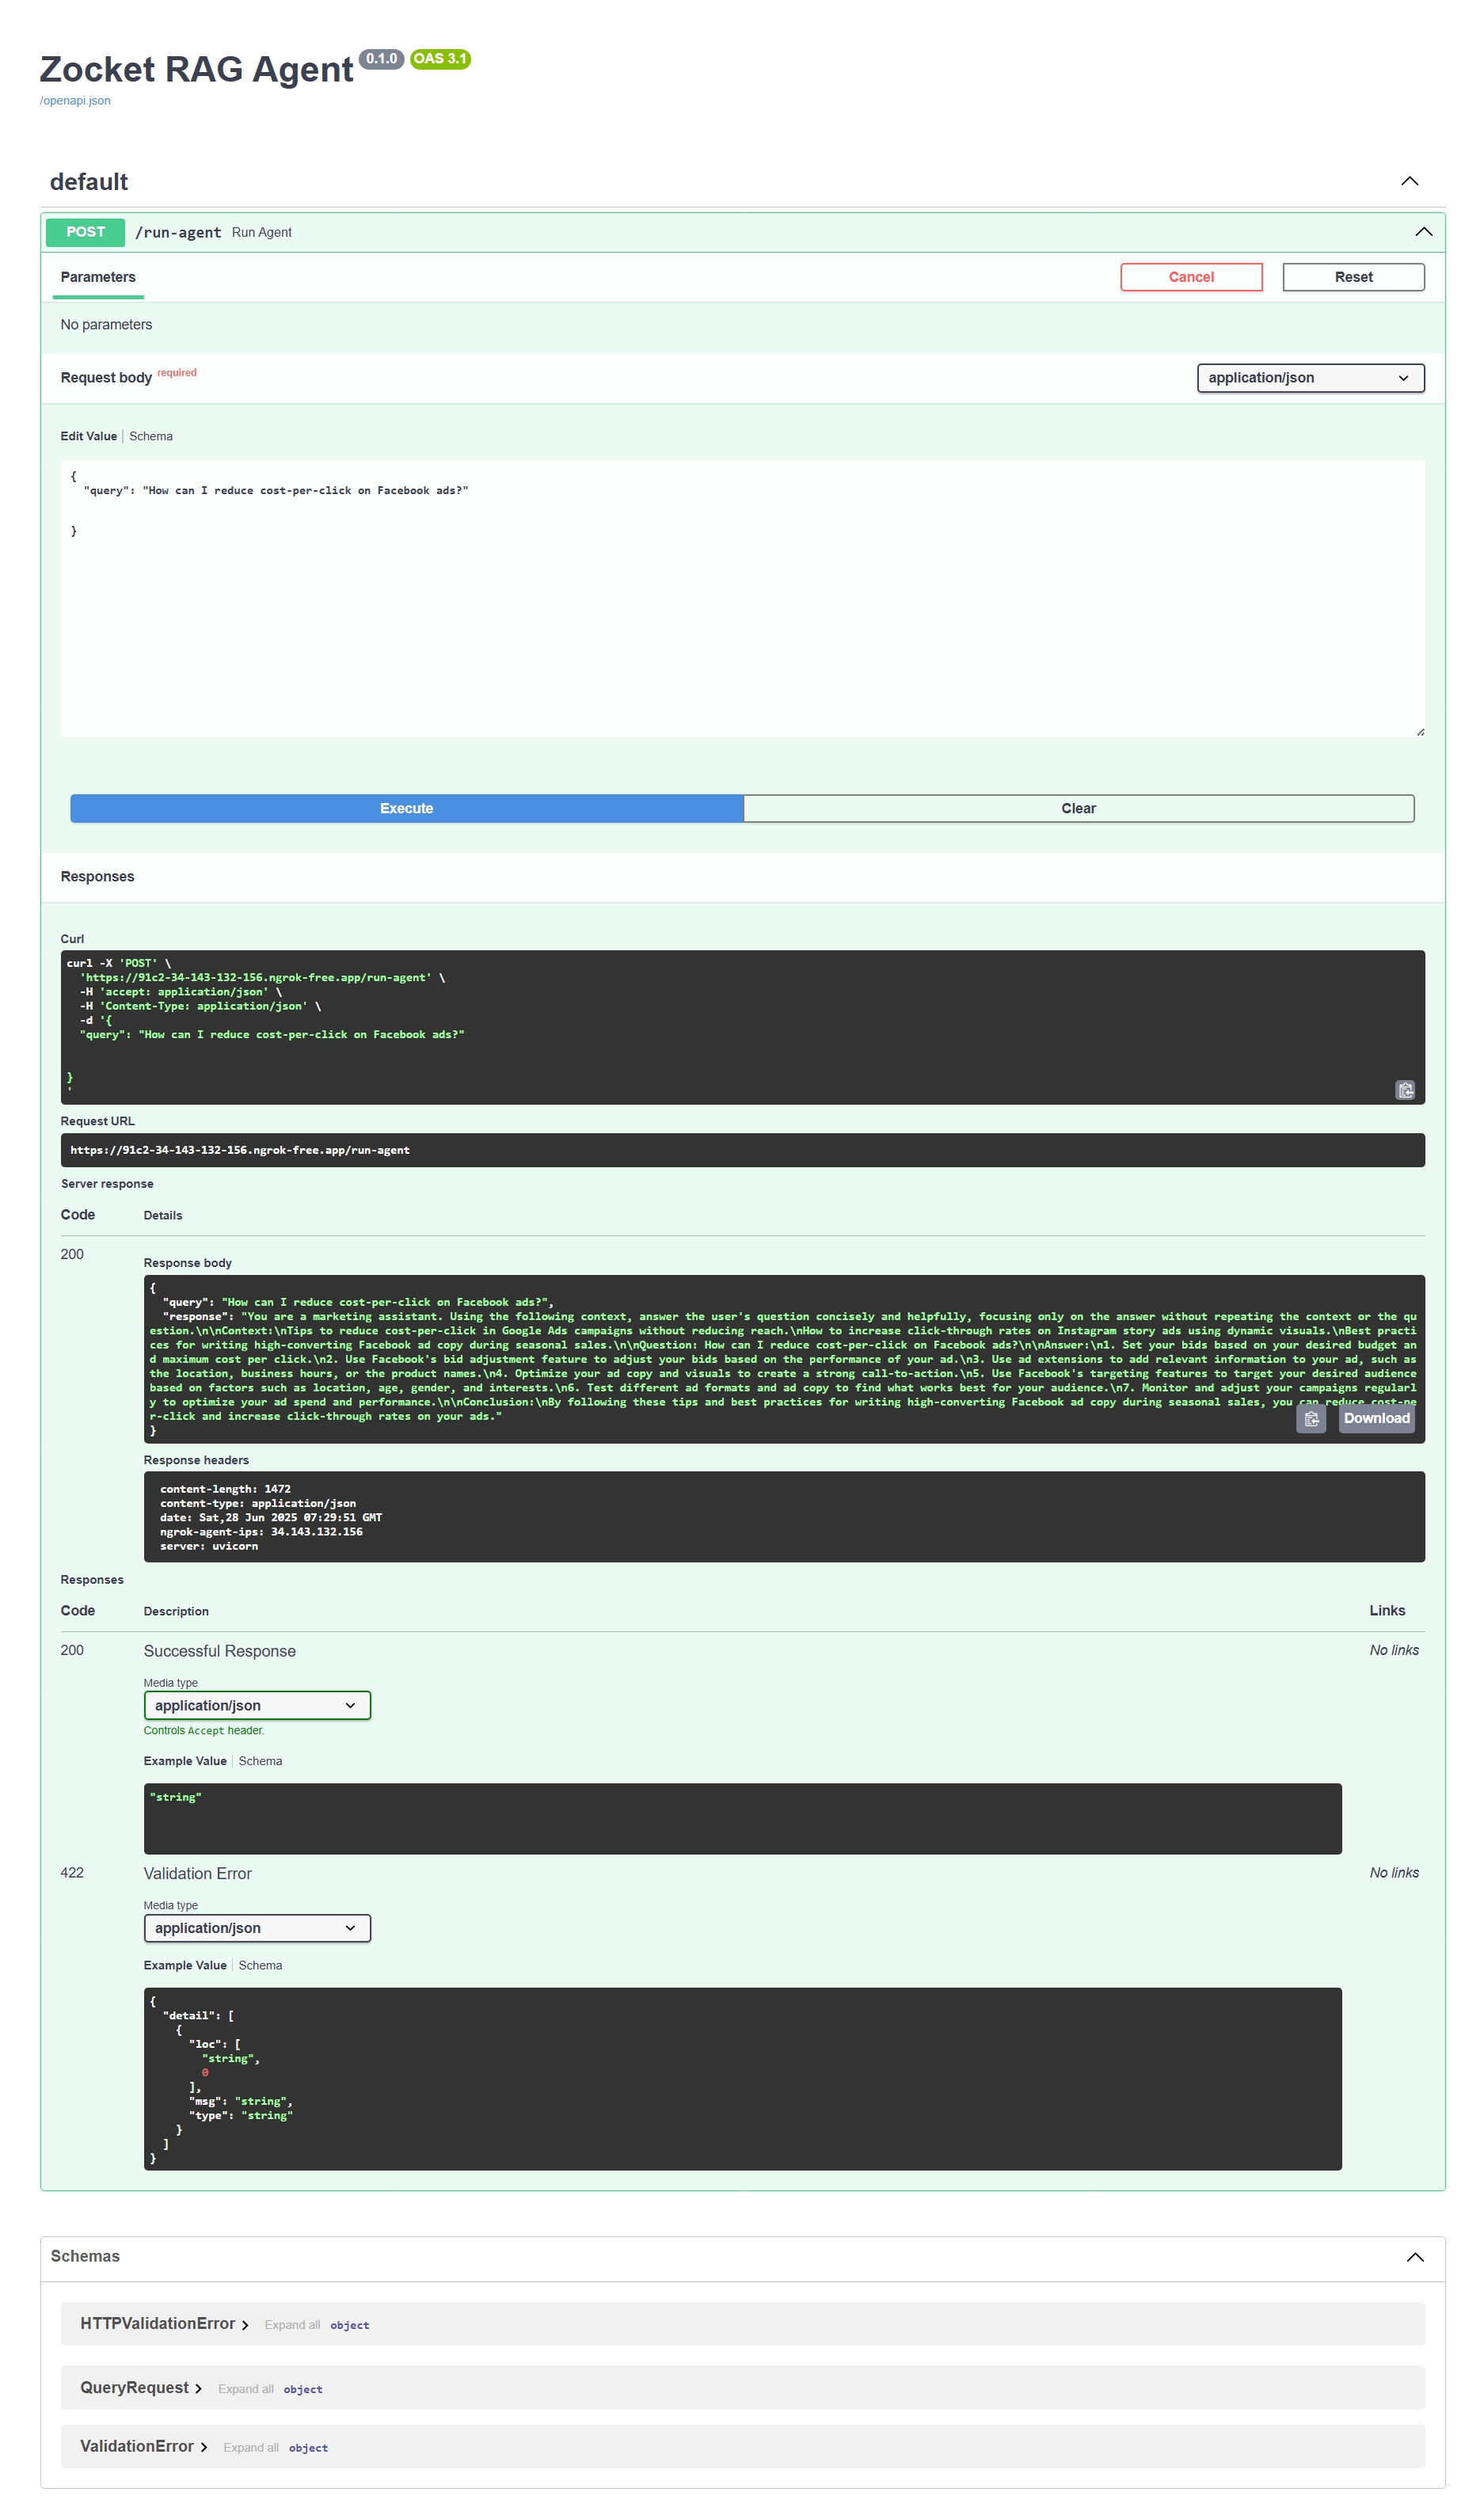 Zocket RAG Agent 0.1.0 OAS 3.1
/openapi.json
default
POST /run-agent Run Agent
Parameters Cancel Reset
No parameters
Request body required application/json
Edit Value Schema
{
"query": "How can I reduce cost-per-click on Facebook ads?"
}
Execute Clear
Responses
Curl
curl -X 'POST' \
'https://91c2-34-143-132-156.ngrok-free.app/run-agent' \
-H 'accept: application/json' \
-H 'Content-Type: application/json' \
-d '{
"query": "How can I reduce cost-per-click on Facebook ads?"
}
'
Request URL
https://91c2-34-143-132-156.ngrok-free.app/run-agent
Server response
Code Details
200
Response body
{
"query": "How can I reduce cost-per-click on Facebook ads?",
"response": "You are a marketing assistant. Using the following context, answer the user's question concisely and helpfully, focusing only on the answer without repeating the context or the qu
estion.\n\nContext:\nTips to reduce cost-per-click in Google Ads campaigns without reducing reach.\nHow to increase click-through rates on Instagram story ads using dynamic visuals.\nBest practi
ces for writing high-converting Facebook ad copy during seasonal sales.\n\nQuestion: How can I reduce cost-per-click on Facebook ads?\n\nAnswer:\n1. Set your bids based on your desired budget an
d maximum cost per click.\n2. Use Facebook's bid adjustment feature to adjust your bids based on the performance of your ad.\n3. Use ad extensions to add relevant information to your ad, such as
the location, business hours, or the product names.\n4. Optimize your ad copy and visuals to create a strong call-to-action.\n5. Use Facebook's targeting features to target your desired audience
based on factors such as location, age, gender, and interests.\n6. Test different ad formats and ad copy to find what works best for your audience.\n7. Monitor and adjust your campaigns regularl
y to optimize your ad spend and performance.\n\nConclusion:\nBy following these tips and best practices for writing high-converting Facebook ad copy during seasonal sales, you can reduce cost-pe
r-click and increase click-through rates on your ads."
}
Download
Response headers
content-length: 1472
content-type: application/json
date: Sat,28 Jun 2025 07:29:51 GMT
ngrok-agent-ips: 34.143.132.156
server: uvicorn
Responses
Code Description Links
200 Successful Response No links
Media type
application/json
Controls Accept header.
Example Value Schema
"string"
422 Validation Error No links
Media type
application/json
Example Value Schema
{
"detail": [
{
"loc": [
"string",
0
],
"msg": "string",
"type": "string"
}
]
}
Schemas
HTTPValidationError Expand all object
QueryRequest Expand all object
ValidationError Expand all object